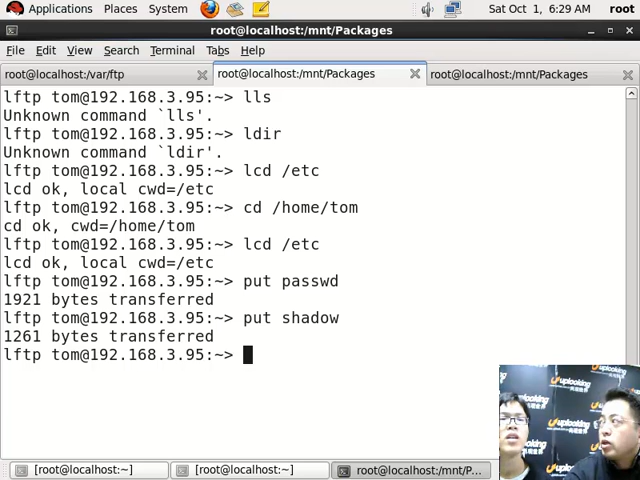 Applications Places System Sat Oct 1, 6:29 AM root
root@localhost:/mnt/Packages
File Edit View Search Terminal Tabs Help
root@localhost:/var/ftp root@localhost:/mnt/Packages root@localhost:/mnt/Packages
lftp tom@192.168.3.95:~> lls
Unknown command `lls'.
lftp tom@192.168.3.95:~> ldir
Unknown command `ldir'.
lftp tom@192.168.3.95:~> lcd /etc
lcd ok, local cwd=/etc
lftp tom@192.168.3.95:~> cd /home/tom
cd ok, cwd=/home/tom
lftp tom@192.168.3.95:~> lcd /etc
lcd ok, local cwd=/etc
lftp tom@192.168.3.95:~> put passwd
1921 bytes transferred
lftp tom@192.168.3.95:~> put shadow
1261 bytes transferred
lftp tom@192.168.3.95:~>
uplooking
uplooking
[root@localhost:~] [root@localhost:~] root@localhost:/mnt/P...